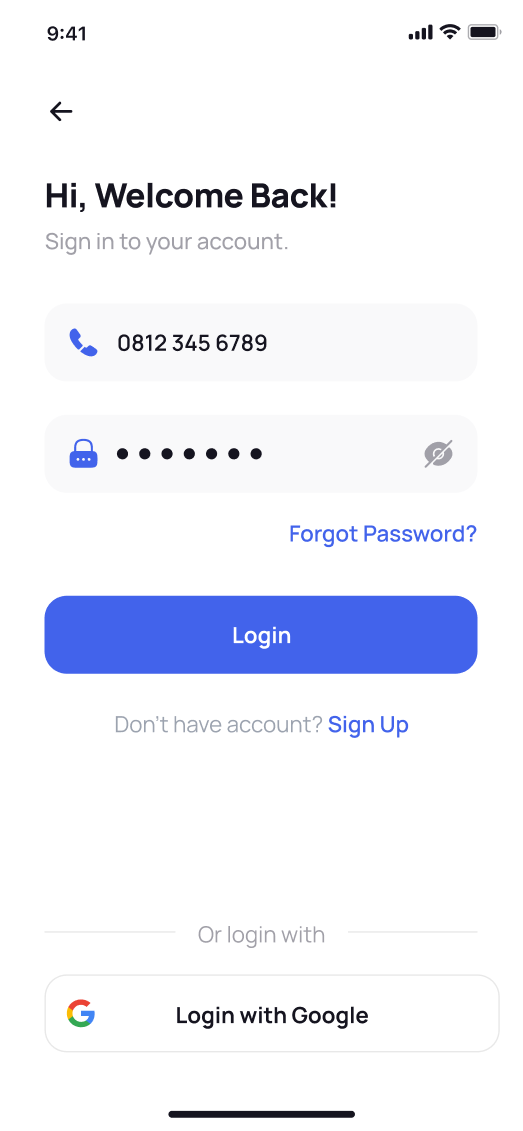 9:41
Hi, Welcome Back!
Sign in to your account.
0812 345 6789
Forgot Password?
Login
Don't have account? Sign Up
Or login with
Login with Google